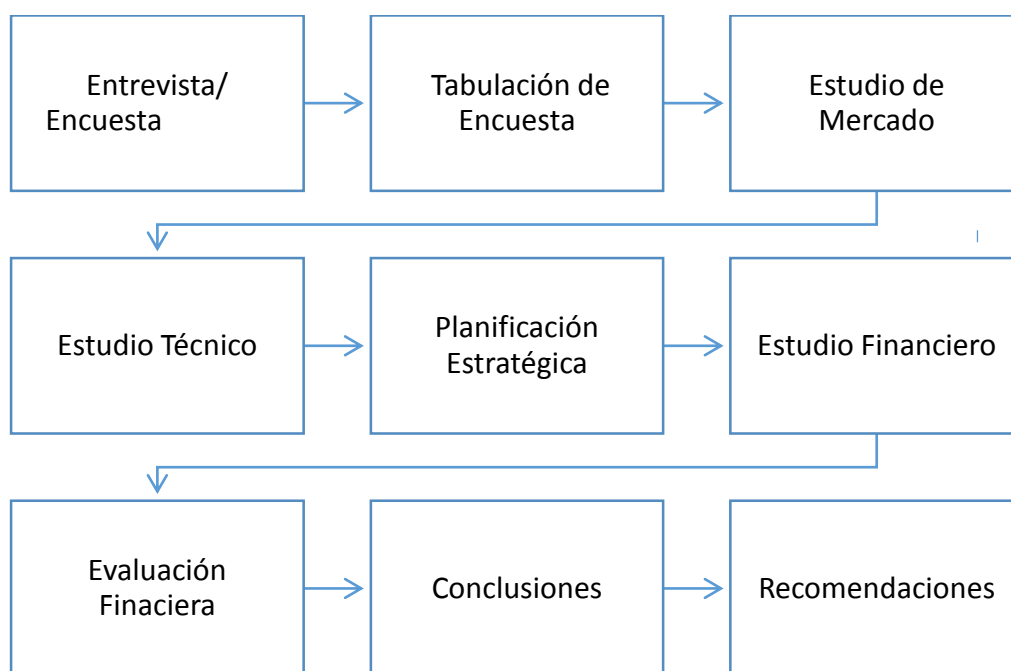 Entrevista/
Encuesta
Tabulación de
Encuesta
Estudio de
Mercado
Estudio Técnico
Planificación
Estratégica
Estudio Financiero
Evaluación
Finaciera
Conclusiones
Recomendaciones